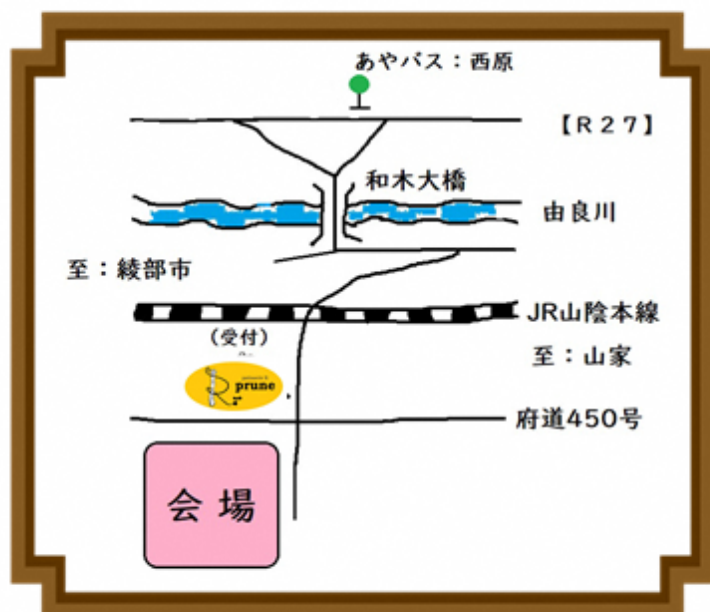 あやバス：西原
【R27】
和木大橋
由良川
至：綾部市
JR山陰本線
(受付)
至：山家
prune
府道450号
会場